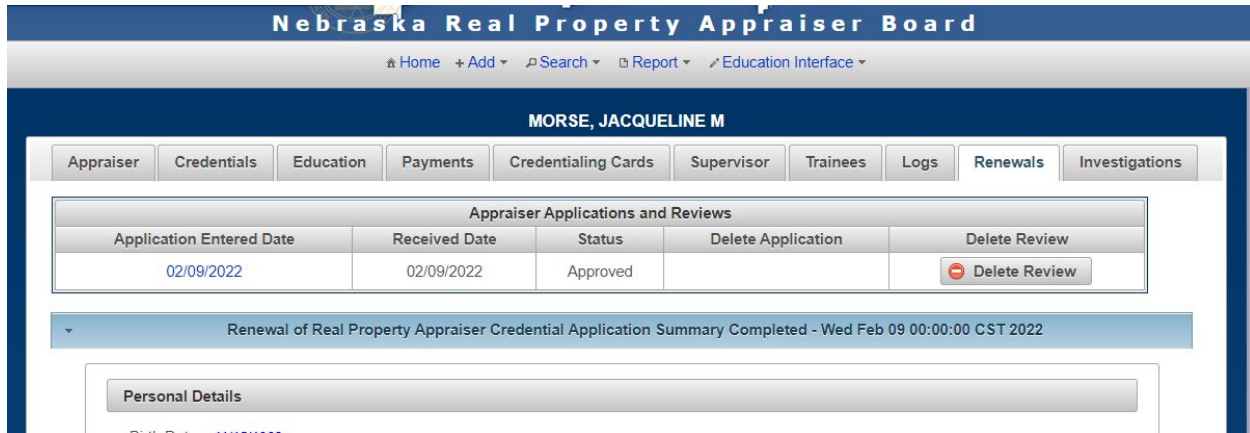 Nebraska Real Property Appraiser Board
Home + Add Search Report Education Interface
MORSE, JACQUELINE M
Appraiser Credentials Education Payments Credentialing Cards Supervisor Trainees Logs Renewals Investigations
Appraiser Applications and Reviews
Application Entered Date Received Date Status Delete Application Delete Review
02/09/2022 02/09/2022 Approved Delete Review
Renewal of Real Property Appraiser Credential Application Summary Completed - Wed Feb 09 00:00:00 CST 2022
Personal Details